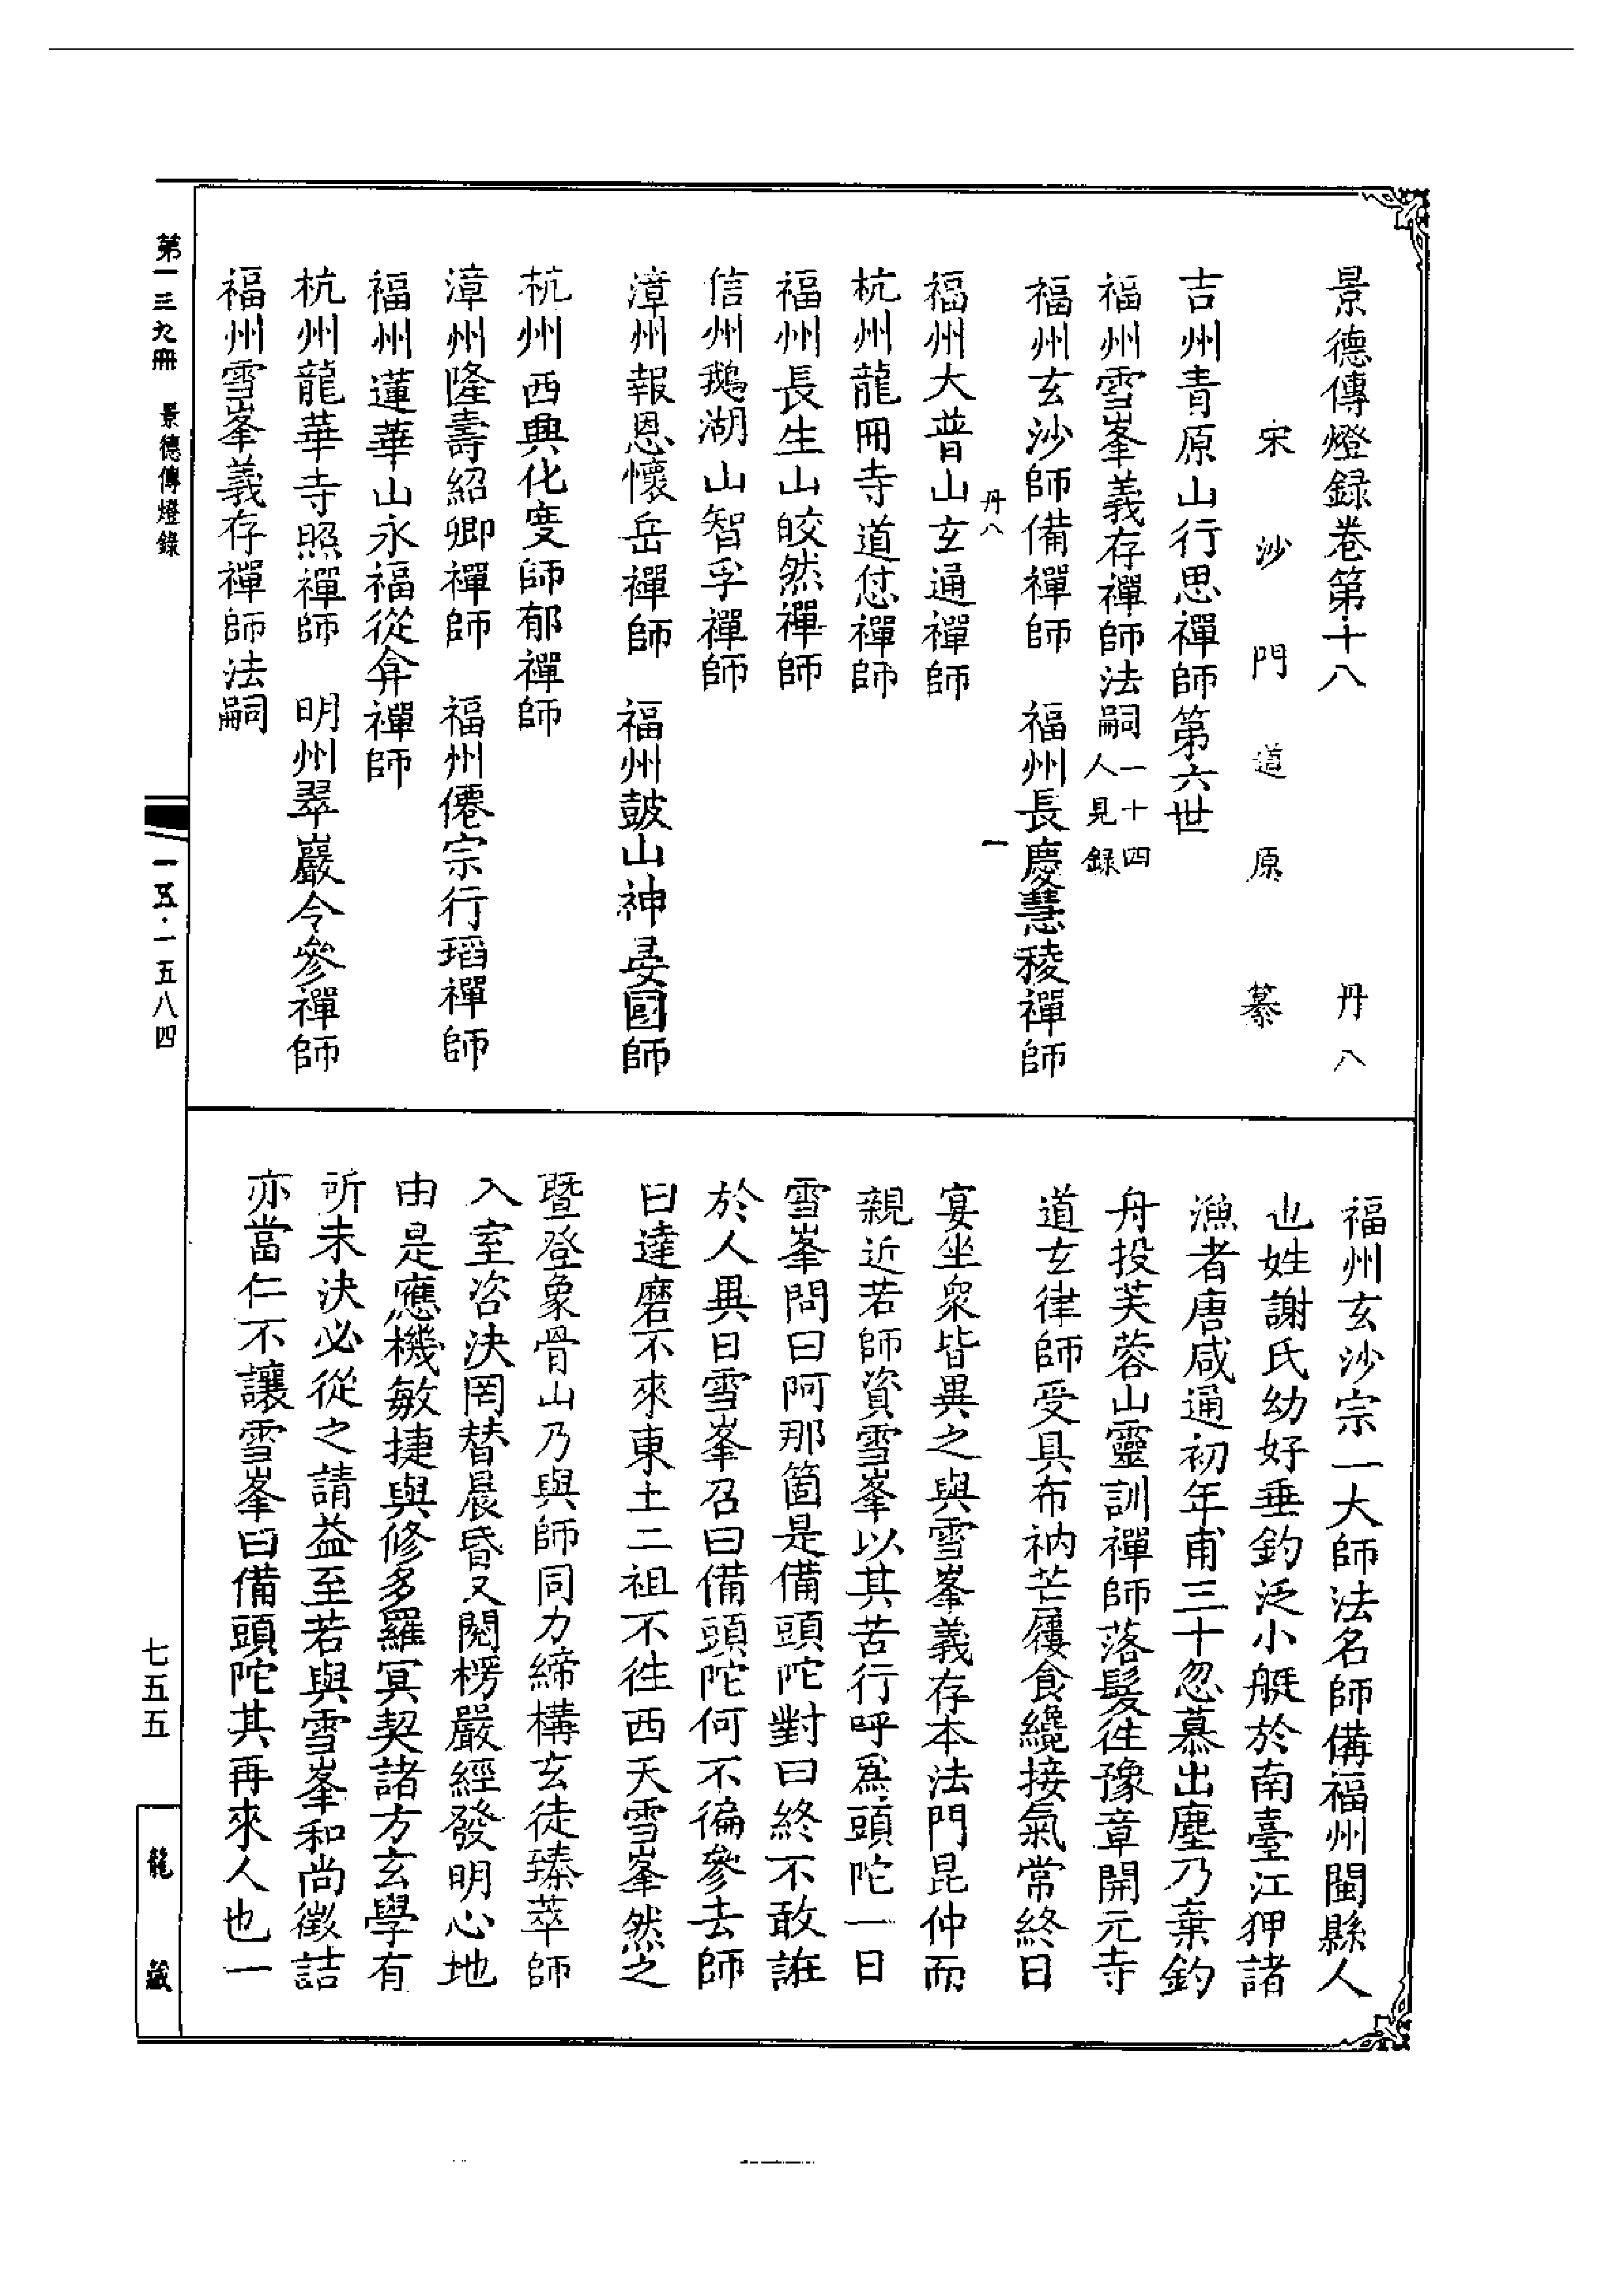 景德傳燈録卷第十八　丹八
宋沙門道原纂
吉州青原山行思禪師第六世
福州雪峯義存禪師法嗣一十四人見録
福州玄沙師備禪師　福州長慶慧稜禪師
丹八　一
福州大普山玄通禪師
杭州龍冊寺道怤禪師
福州長生山皎然禪師
信州鵝湖山智孚禪師
漳州報恩懷岳禪師　福州鼓山神晏國師
杭州西興化度師郁禪師
漳州隆壽紹卿禪師　福州僊宗行瑫禪師
福州蓮華山永福從弇禪師
杭州龍華寺照禪師　明州翠巖令參禪師
福州雪峯義存禪師法嗣
福州玄沙宗一大師法名師備福州閩縣人
也姓謝氏幼好垂釣泛小艇於南臺江狎諸
漁者唐咸通初年甫三十忽慕出塵乃棄釣
舟投芙蓉山靈訓禪師落髮往豫章開元寺
道玄律師受具布衲芒屨食纔接氣常終日
宴坐眾皆異之與雪峯義存本法門昆仲而
親近若師資雪峯以其苦行呼為頭陀一日
雪峯問曰阿那箇是備頭陀對曰終不敢誑
於人異日雪峯召曰備頭陀何不徧參去師
曰達磨不來東土二祖不往西天雪峯然之
暨登象骨山乃與師同力締構玄徒臻萃師
入室咨決罔替晨昏又閱楞嚴經發明心地
由是應機敏捷與修多羅冥契諸方玄學有
所未決必從之請益至若與雪峯和尚徵詰
亦當仁不讓雪峯曰備頭陀其再來人也一
第一三九冊　景德傳燈錄
一五·一五八四
七五五
龍藏